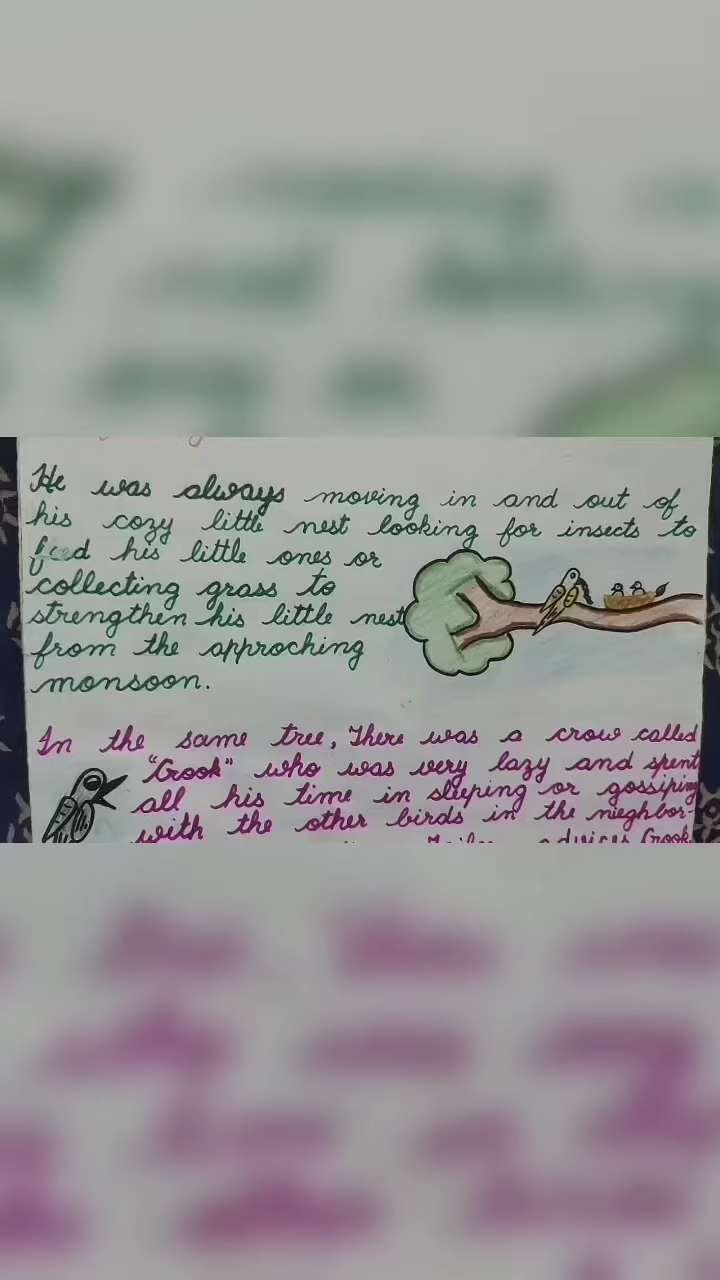 He was always moving in and out of
his cozy little nest looking for insects to
feed his little ones or
collecting grass to
strengthen his little nest
from the approching
monsoon.
In the same tree, There was a crow called
"Crook" who was very lazy and spent
all his time in sleeping or gossiping
with the other birds in the nieghbor-
advices Crook